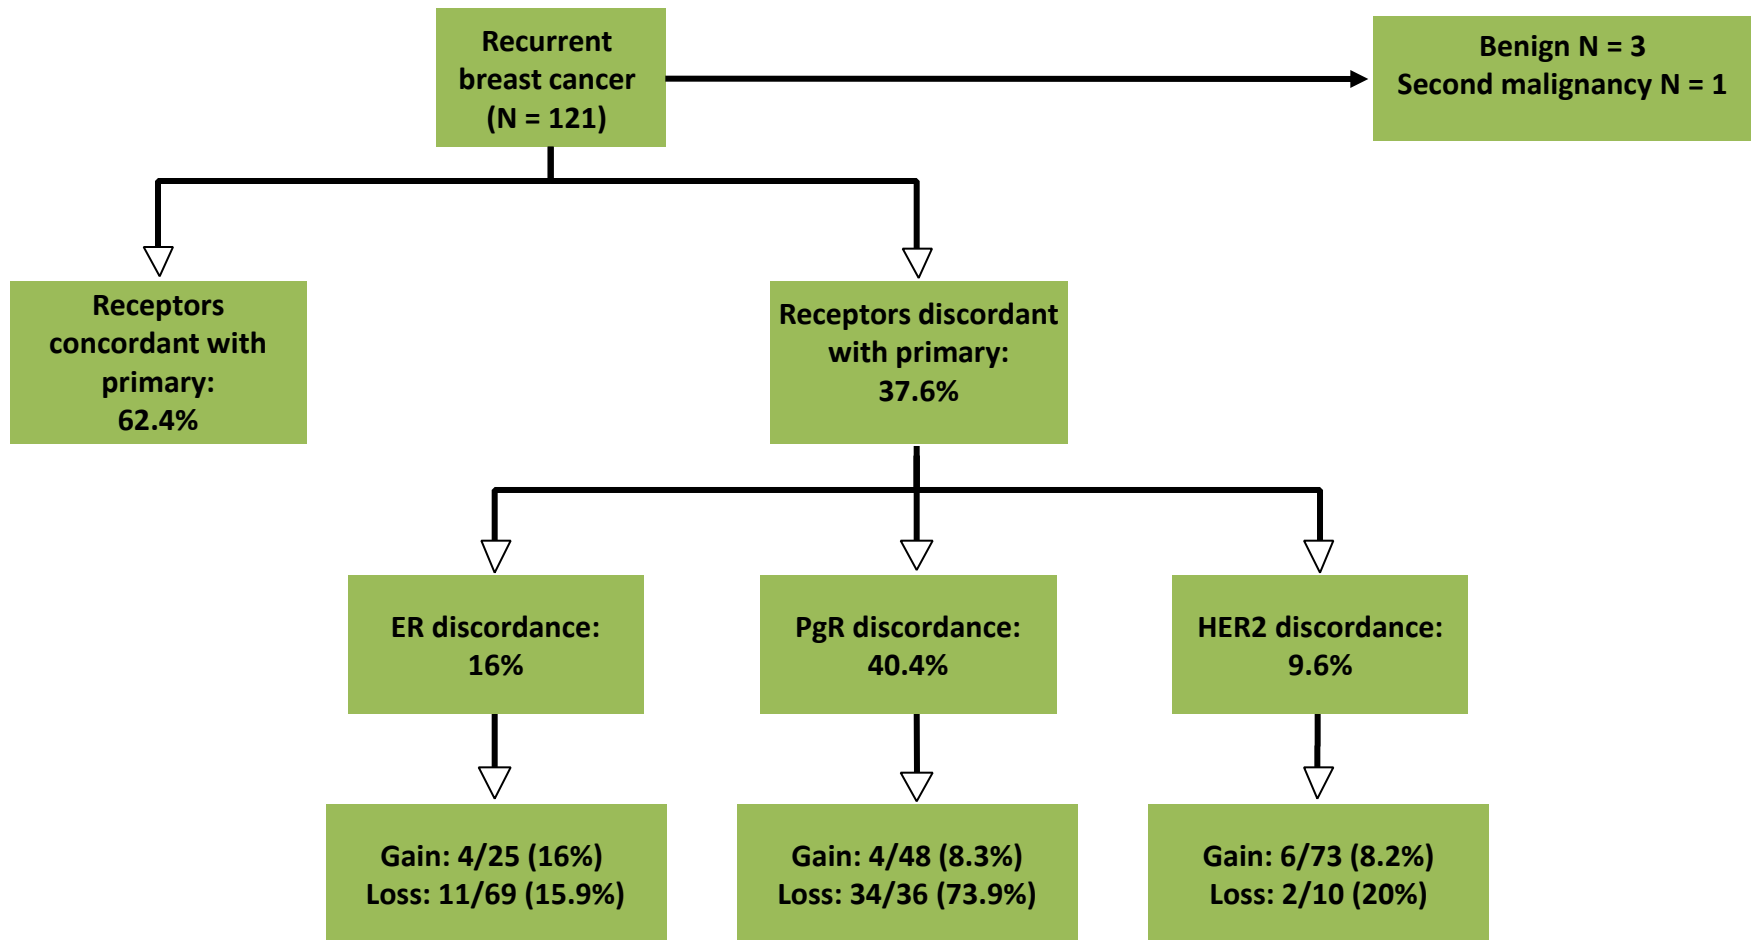 Recurrent
breast cancer
(N = 121)
Benign N = 3
Second malignancy N = 1
Receptors
concordant with
primary:
62.4%
Receptors discordant
with primary:
37.6%
ER discordance:
16%
PgR discordance:
40.4%
HER2 discordance:
9.6%
Gain: 4/25 (16%)
Loss: 11/69 (15.9%)
Gain: 4/48 (8.3%)
Loss: 34/36 (73.9%)
Gain: 6/73 (8.2%)
Loss: 2/10 (20%)